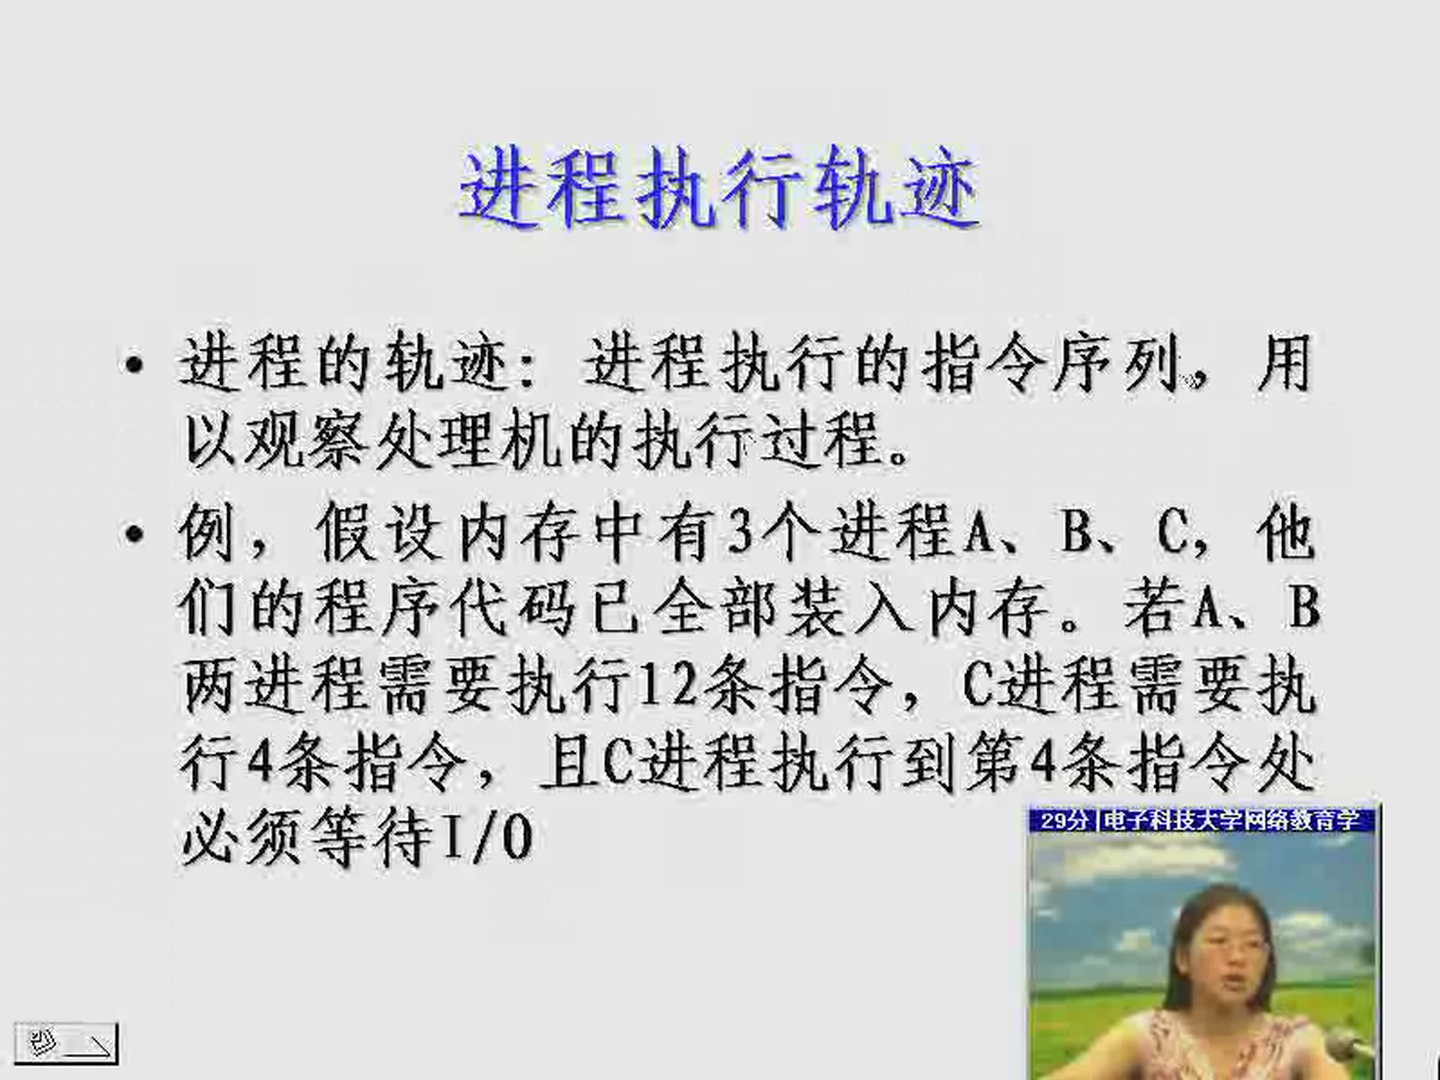 进程执行轨迹
• 进程的轨迹：进程执行的指令序列，用
以观察处理机的执行过程。
• 例，假设内存中有3个进程A、B、C，他
们的程序代码已全部装入内存。若A、B
两进程需要执行12条指令，C进程需要执
行4条指令，且C进程执行到第4条指令处
必须等待I/O
29分 |电子科技大学网络教育学